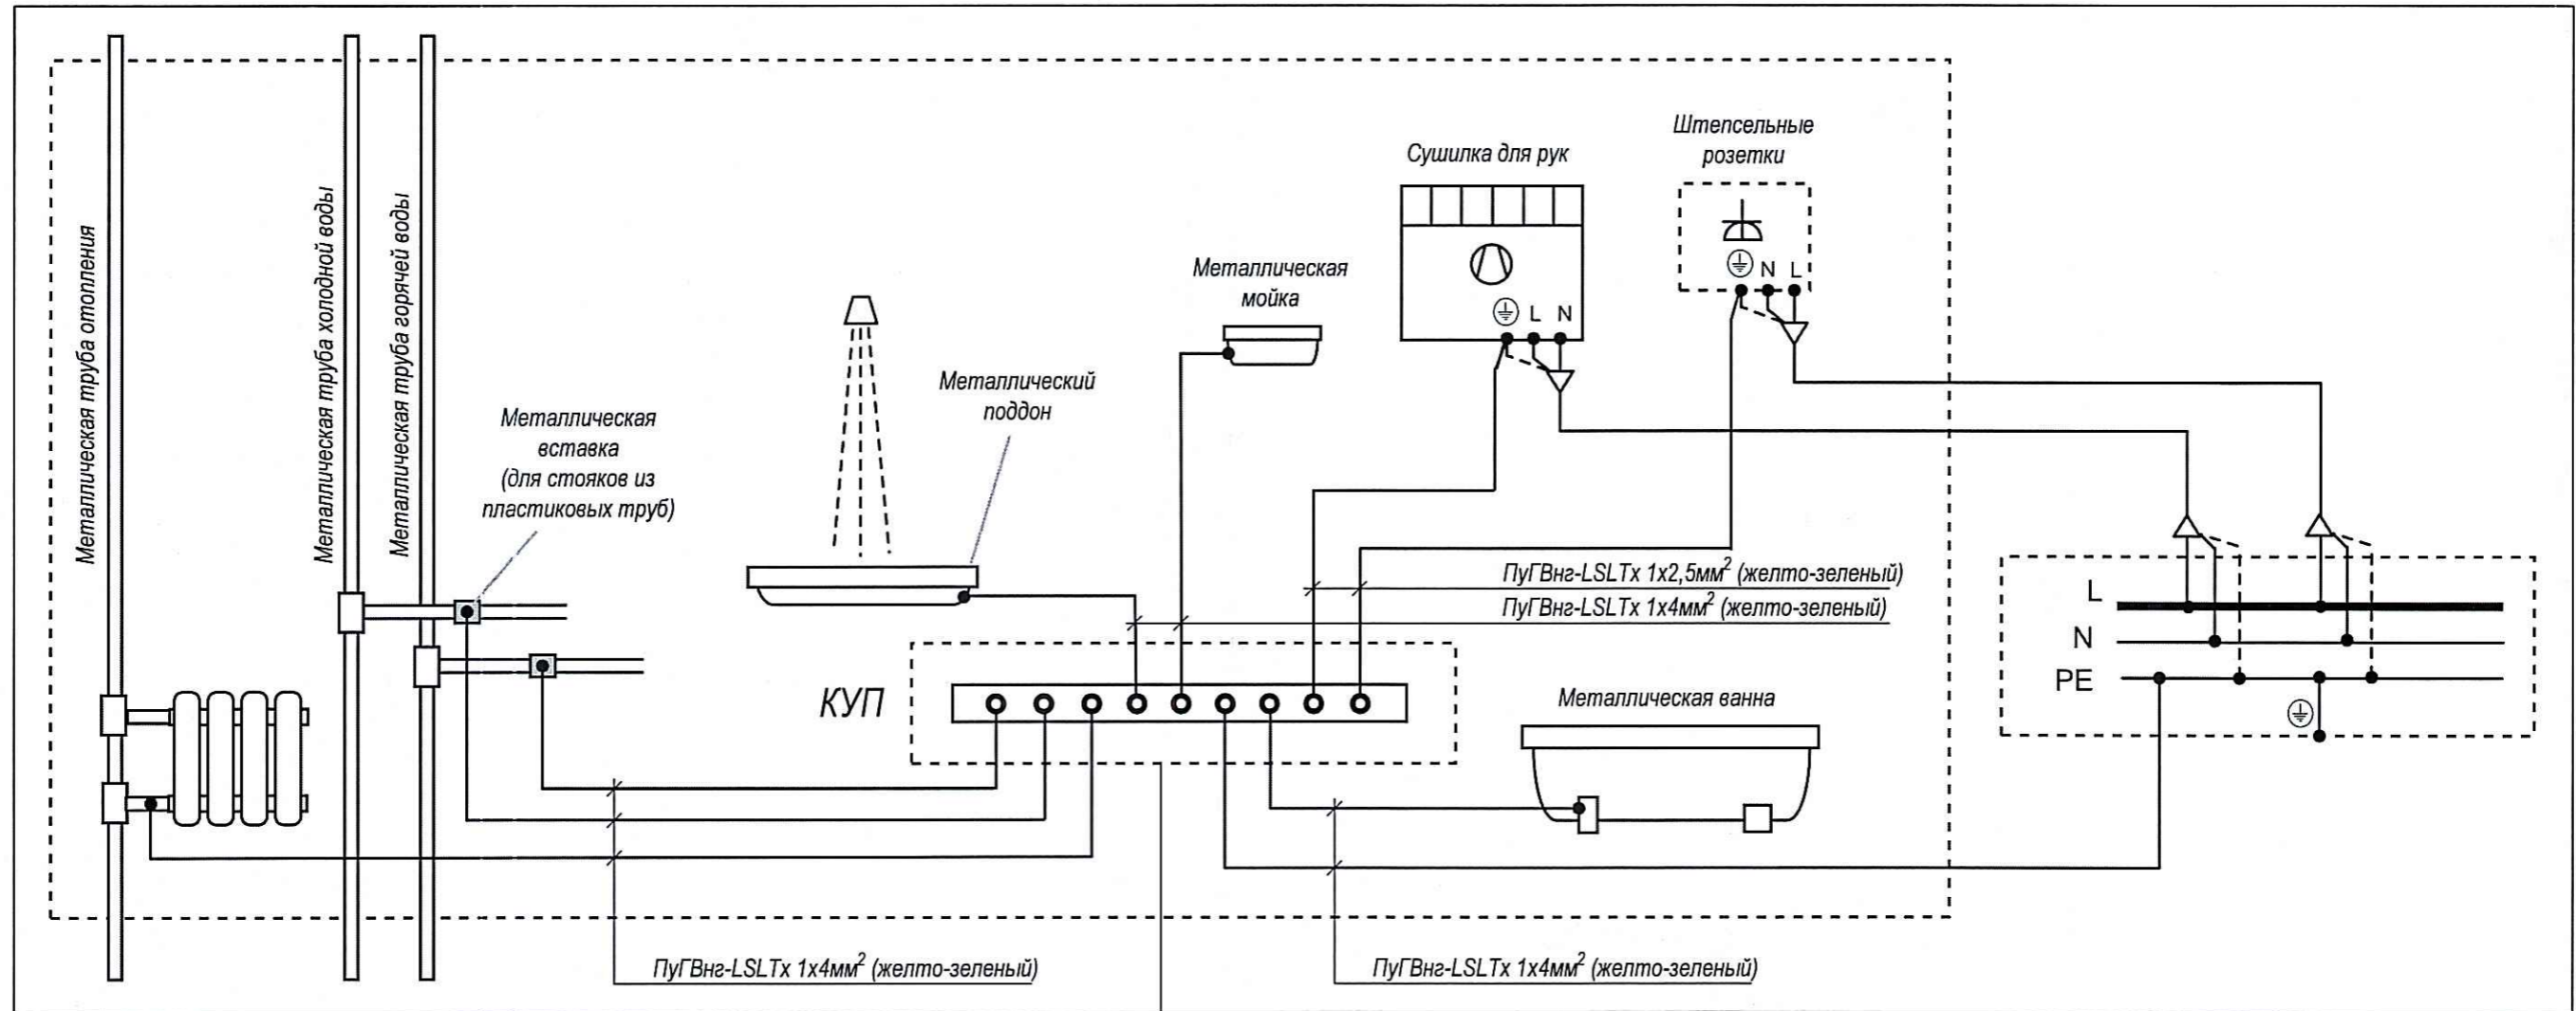 Металлическая труба отопления
Металлическая труба холодной воды
Металлическая труба горячей воды
Металлическая
вставка
(для стояков из
пластиковых труб)
Металлический
поддон
Металлическая
мойка
Сушилка для рук
L N
Штепсельные
розетки
N L
ПуГВнг-LSLTx 1х2,5мм² (желто-зеленый)
ПуГВнг-LSLTx 1х4мм² (желто-зеленый)
КУП
Металлическая ванна
L
N
PE
ПуГВнг-LSLTx 1х4мм² (желто-зеленый)
ПуГВнг-LSLTx 1х4мм² (желто-зеленый)